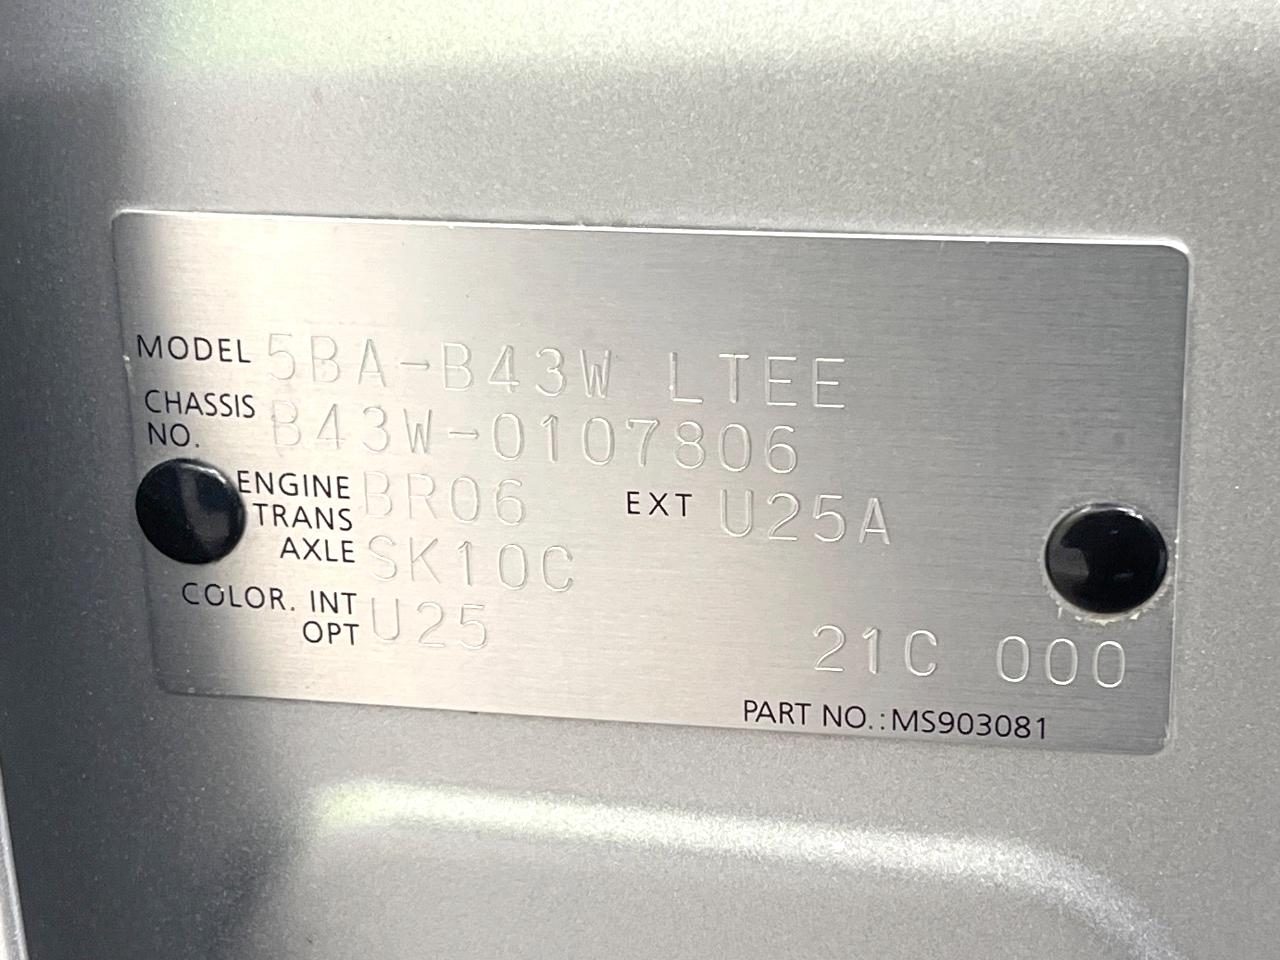 MODEL 5BA-B43W LTEE
CHASSIS NO. B43W-0107806
ENGINE BR06 EXT U25A
TRANS AXLE SK10C
COLOR. INT OPT U25 21C 000
PART NO.:MS903081